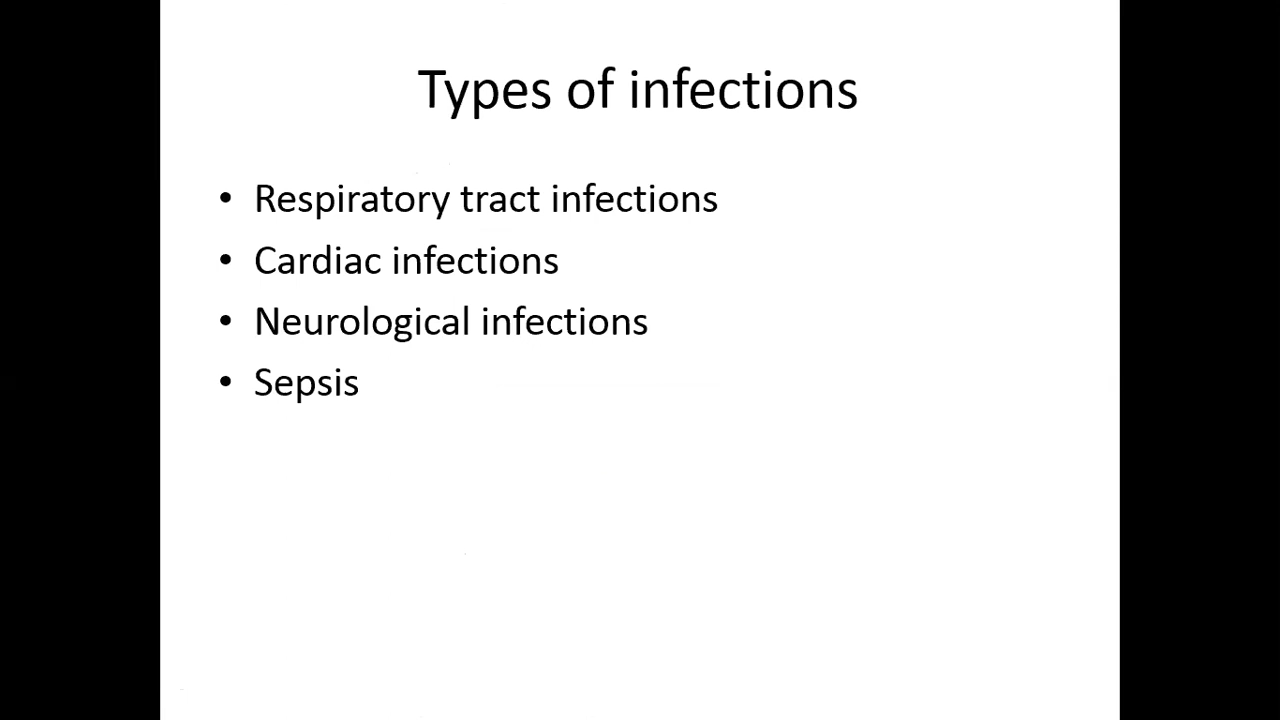 Types of infections
• Respiratory tract infections
• Cardiac infections
• Neurological infections
• Sepsis